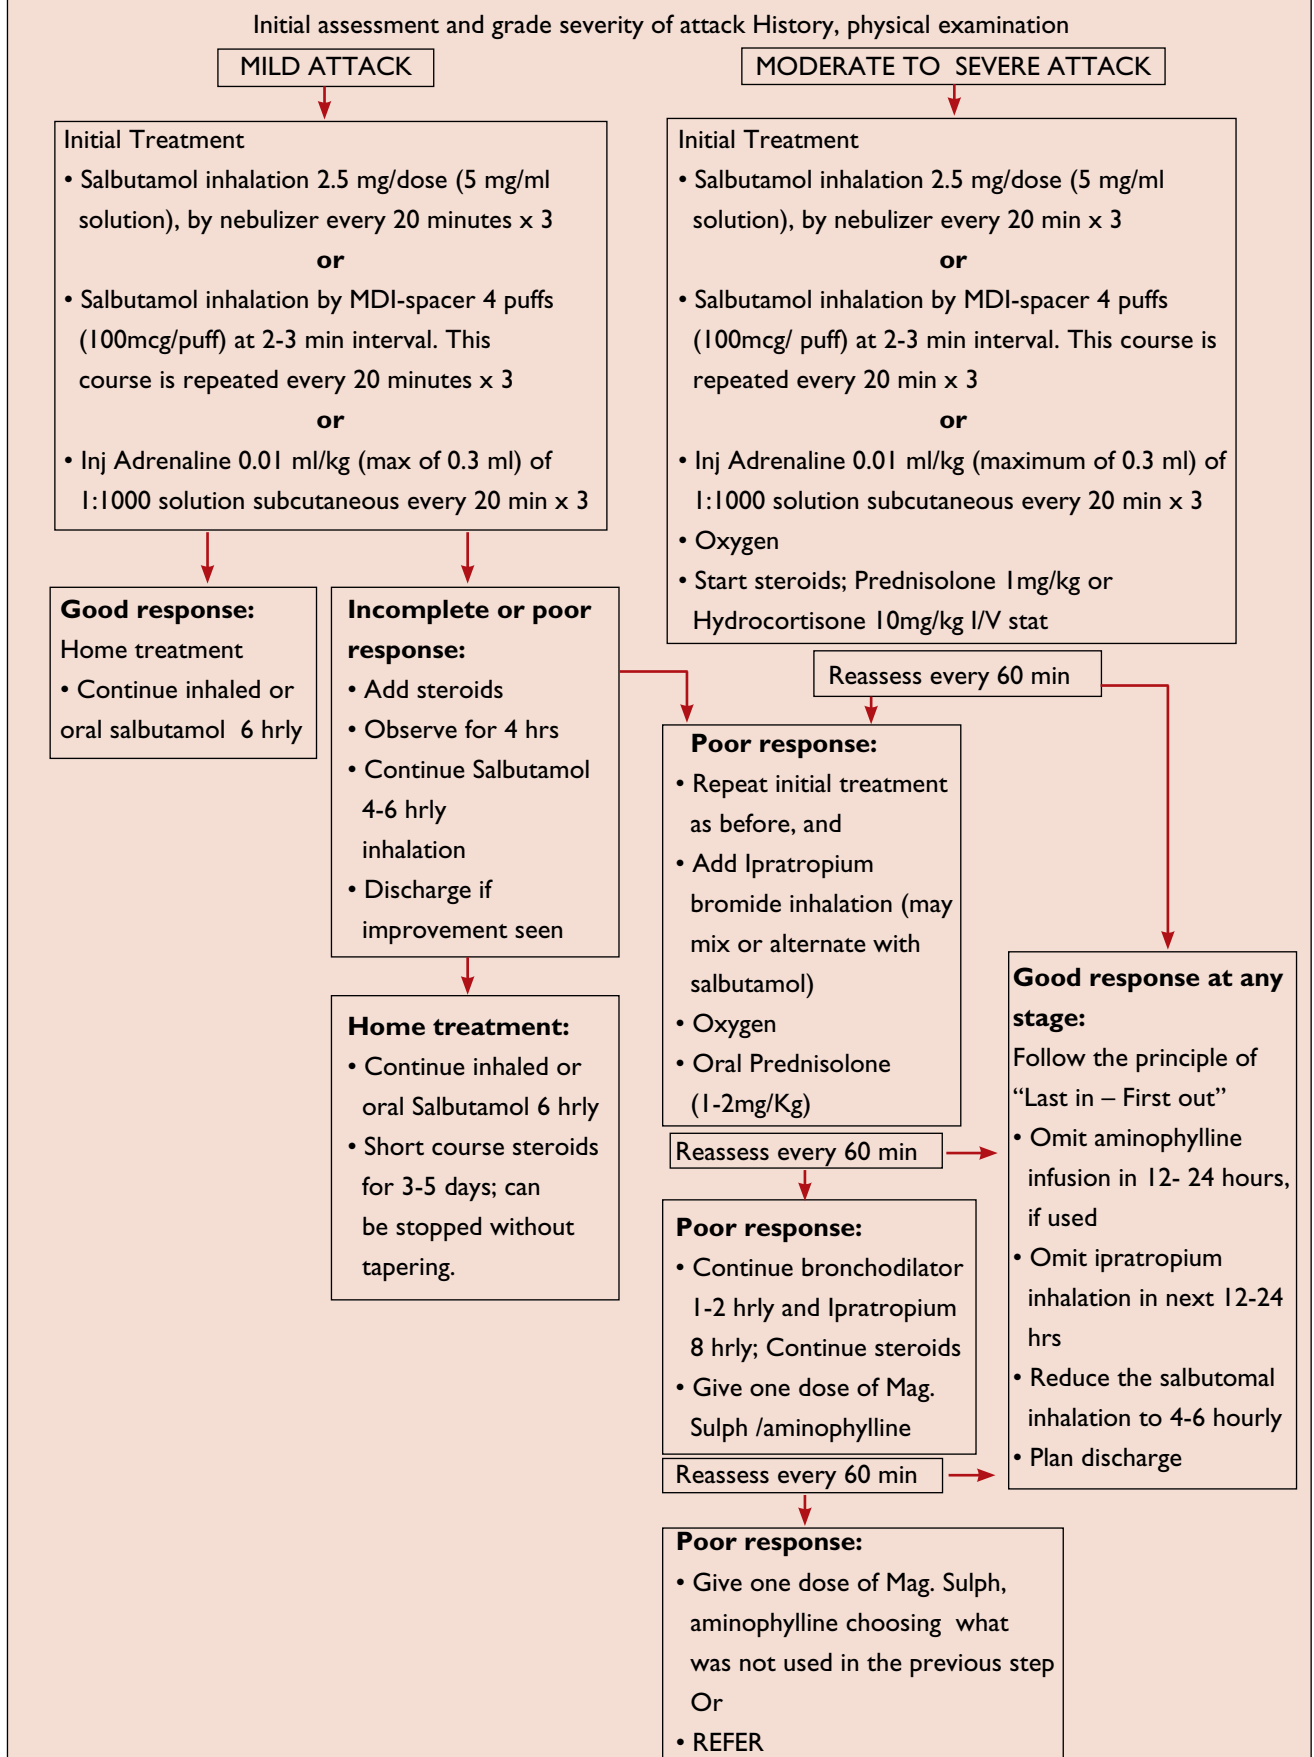 Initial assessment and grade severity of attack History, physical examination
MILD ATTACK
Initial Treatment
• Salbutamol inhalation 2.5 mg/dose (5 mg/ml
solution), by nebulizer every 20 minutes x 3
or
• Salbutamol inhalation by MDI-spacer 4 puffs
(100mcg/puff) at 2-3 min interval. This
course is repeated every 20 minutes x 3
or
• Inj Adrenaline 0.01 ml/kg (max of 0.3 ml) of
1:1000 solution subcutaneous every 20 min x 3
Good response:
Home treatment
• Continue inhaled or
oral salbutamol 6 hrly
Incomplete or poor
response:
• Add steroids
• Observe for 4 hrs
• Continue Salbutamol
4-6 hrly
inhalation
• Discharge if
improvement seen
Home treatment:
• Continue inhaled or
oral Salbutamol 6 hrly
• Short course steroids
for 3-5 days; can
be stopped without
tapering.
MODERATE TO SEVERE ATTACK
Initial Treatment
• Salbutamol inhalation 2.5 mg/dose (5 mg/ml
solution), by nebulizer every 20 min x 3
or
• Salbutamol inhalation by MDI-spacer 4 puffs
(100mcg/ puff) at 2-3 min interval. This course is
repeated every 20 min x 3
or
• Inj Adrenaline 0.01 ml/kg (maximum of 0.3 ml) of
1:1000 solution subcutaneous every 20 min x 3
• Oxygen
• Start steroids; Prednisolone 1mg/kg or
Hydrocortisone 10mg/kg I/V stat
Reassess every 60 min
Poor response:
• Repeat initial treatment
as before, and
• Add Ipratropium
bromide inhalation (may
mix or alternate with
salbutamol)
• Oxygen
• Oral Prednisolone
(1-2mg/Kg)
Reassess every 60 min
Poor response:
• Continue bronchodilator
1-2 hrly and Ipratropium
8 hrly; Continue steroids
• Give one dose of Mag.
Sulph /aminophylline
Reassess every 60 min
Poor response:
• Give one dose of Mag. Sulph,
aminophylline choosing what
was not used in the previous step
Or
• REFER
Good response at any
stage:
Follow the principle of
“Last in – First out”
• Omit aminophylline
infusion in 12- 24 hours,
if used
• Omit ipratropium
inhalation in next 12-24
hrs
• Reduce the salbutomal
inhalation to 4-6 hourly
• Plan discharge